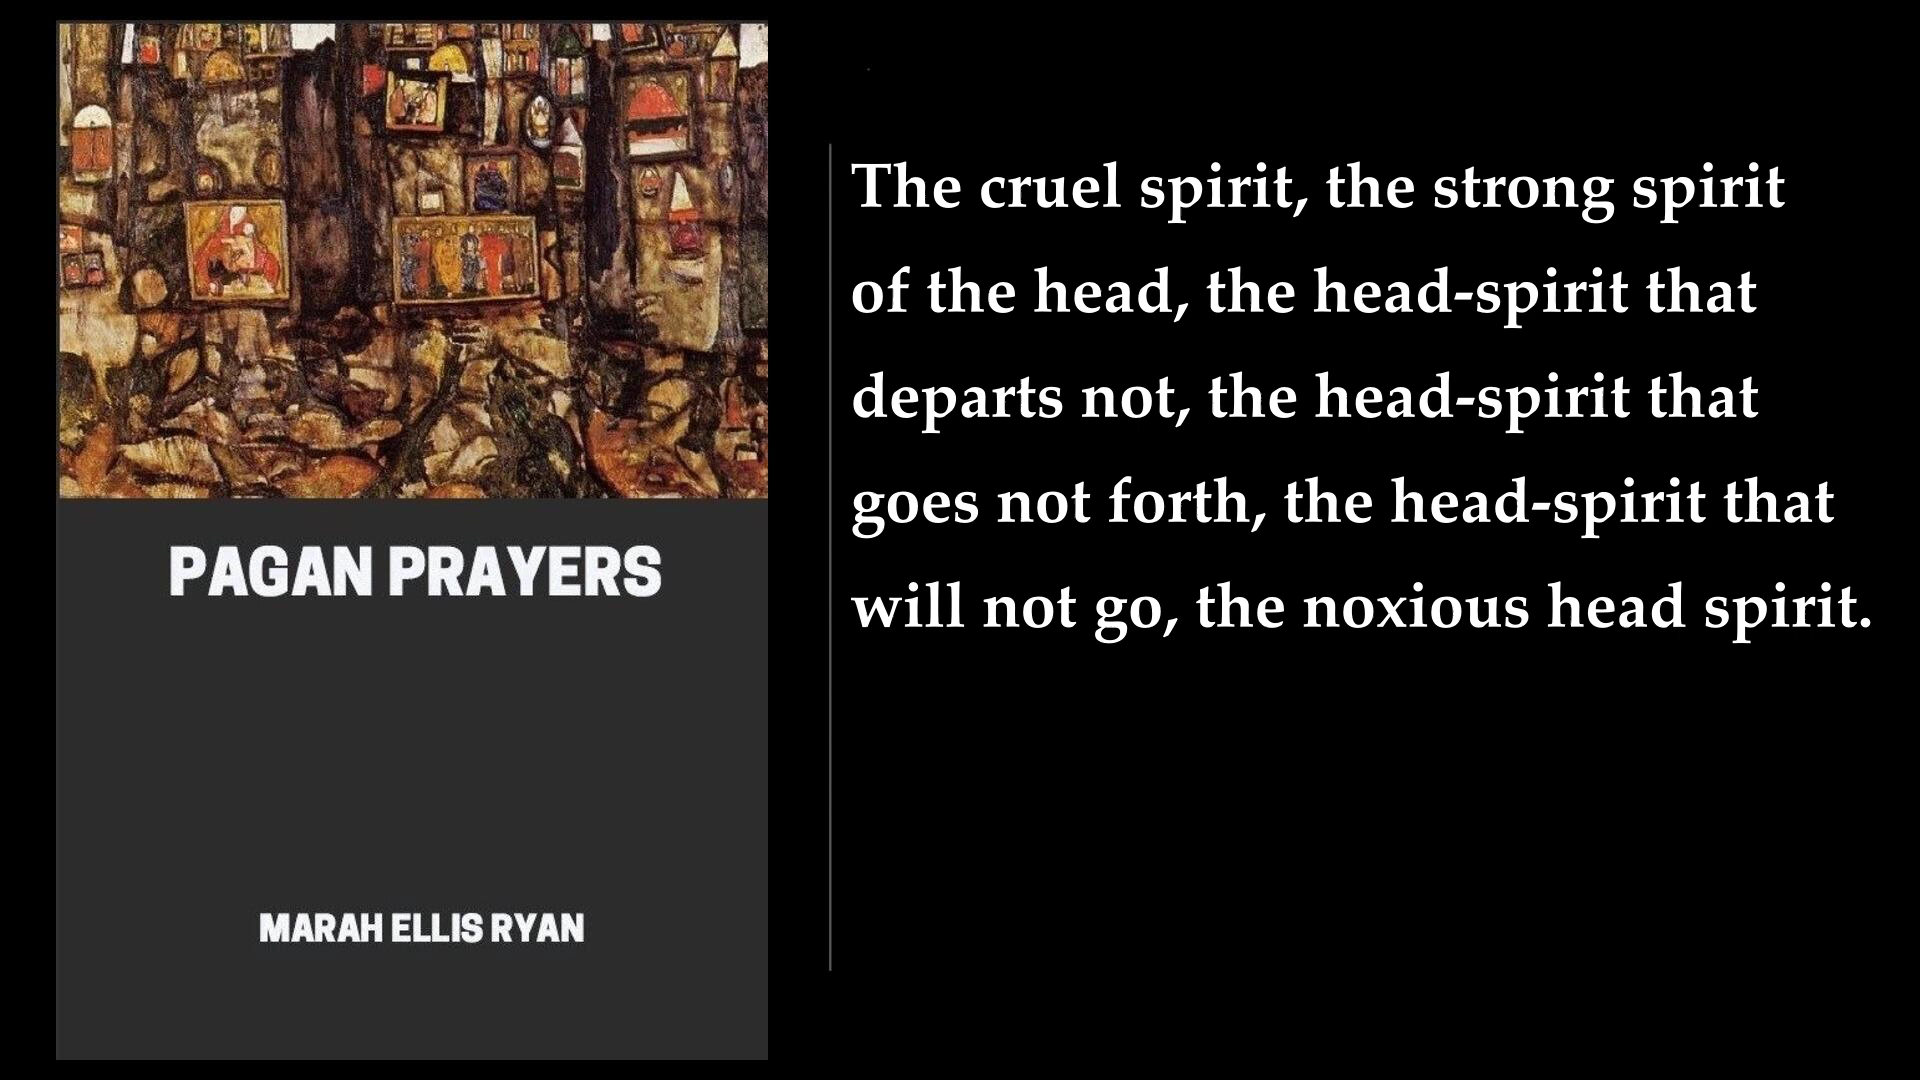 PAGAN PRAYERS
MARAH ELLIS RYAN
The cruel spirit, the strong spirit
of the head, the head-spirit that
departs not, the head-spirit that
goes not forth, the head-spirit that
will not go, the noxious head spirit.